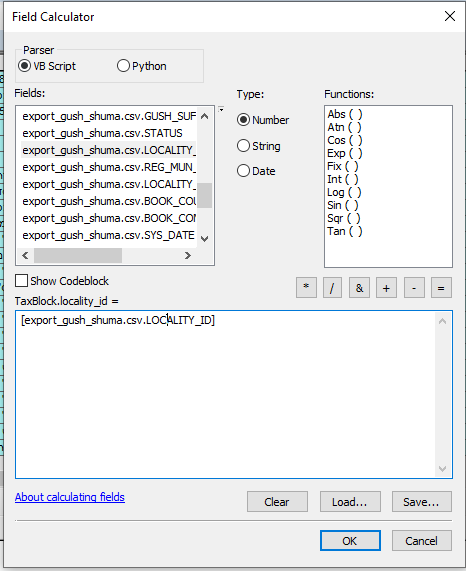 Field Calculator
Parser
VB Script
Python
Fields:
export_gush_shuma.csv.GUSH_SUF
export_gush_shuma.csv.STATUS
export_gush_shuma.csv.LOCALITY_
export_gush_shuma.csv.REG_MUN_
export_gush_shuma.csv.LOCALITY_
export_gush_shuma.csv.BOOK_COU
export_gush_shuma.csv.BOOK_COM
export_gush_shuma.csv.SYS_DATE
Type:
Number
String
Date
Functions:
Abs ( )
Atn ( )
Cos ( )
Exp ( )
Fix ( )
Int ( )
Log ( )
Sin ( )
Sqr ( )
Tan ( )
Show Codeblock
* / & + - =
TaxBlock.locality_id =
[export_gush_shuma.csv.LOCALITY_ID]
About calculating fields
Clear
Load...
Save...
OK
Cancel